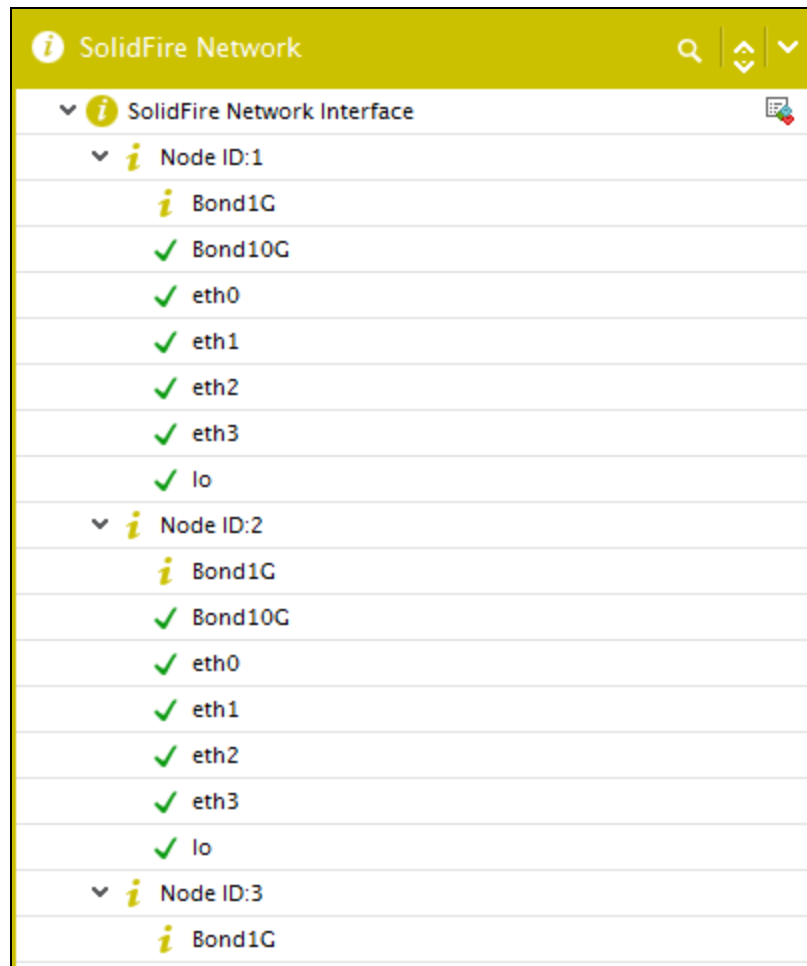 SolidFire Network
SolidFire Network Interface
Node ID:1
Bond1G
Bond10G
eth0
eth1
eth2
eth3
lo
Node ID:2
Bond1G
Bond10G
eth0
eth1
eth2
eth3
lo
Node ID:3
Bond1G